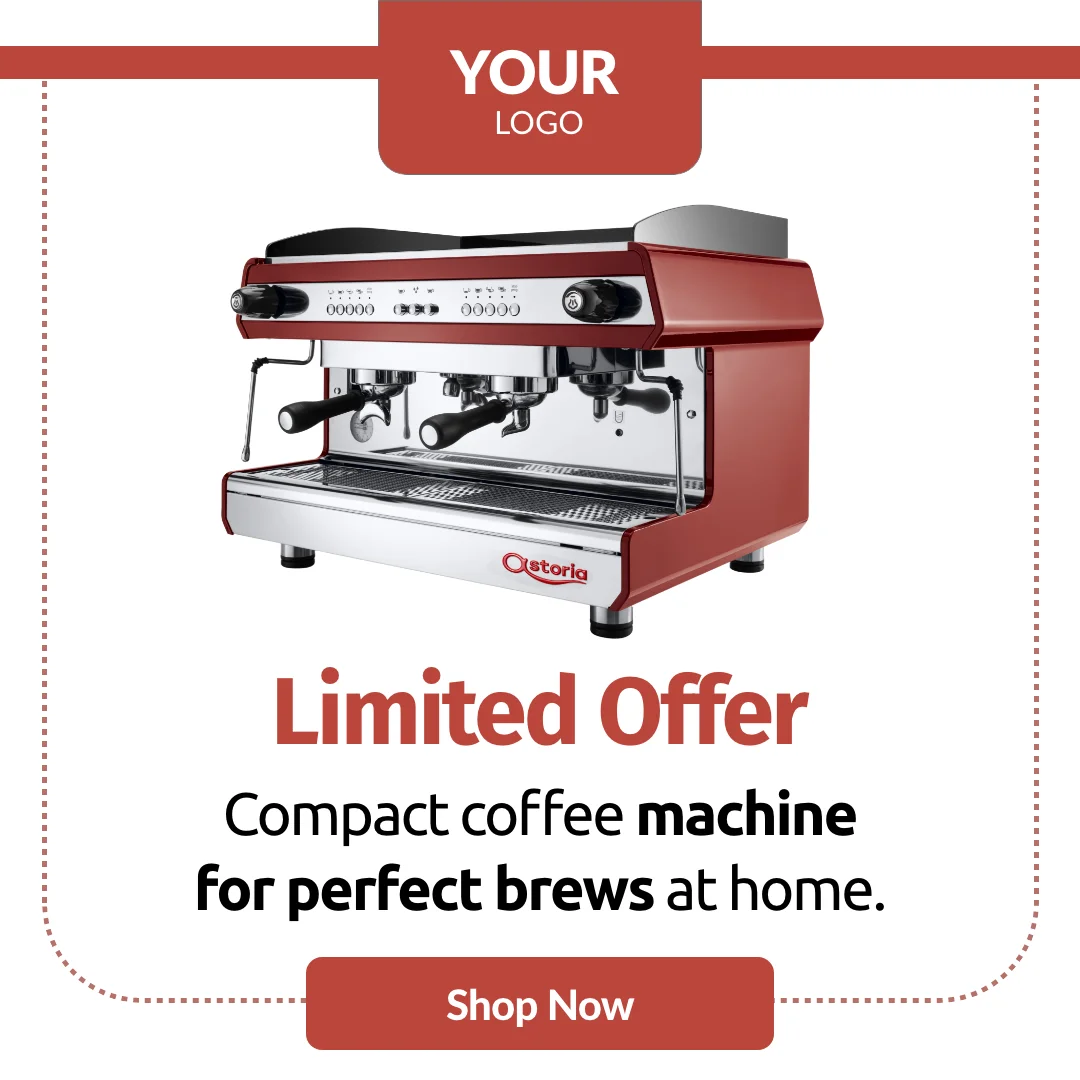 YOUR
LOGO
astoria
Limited Offer
Compact coffee machine
for perfect brews at home.
Shop Now